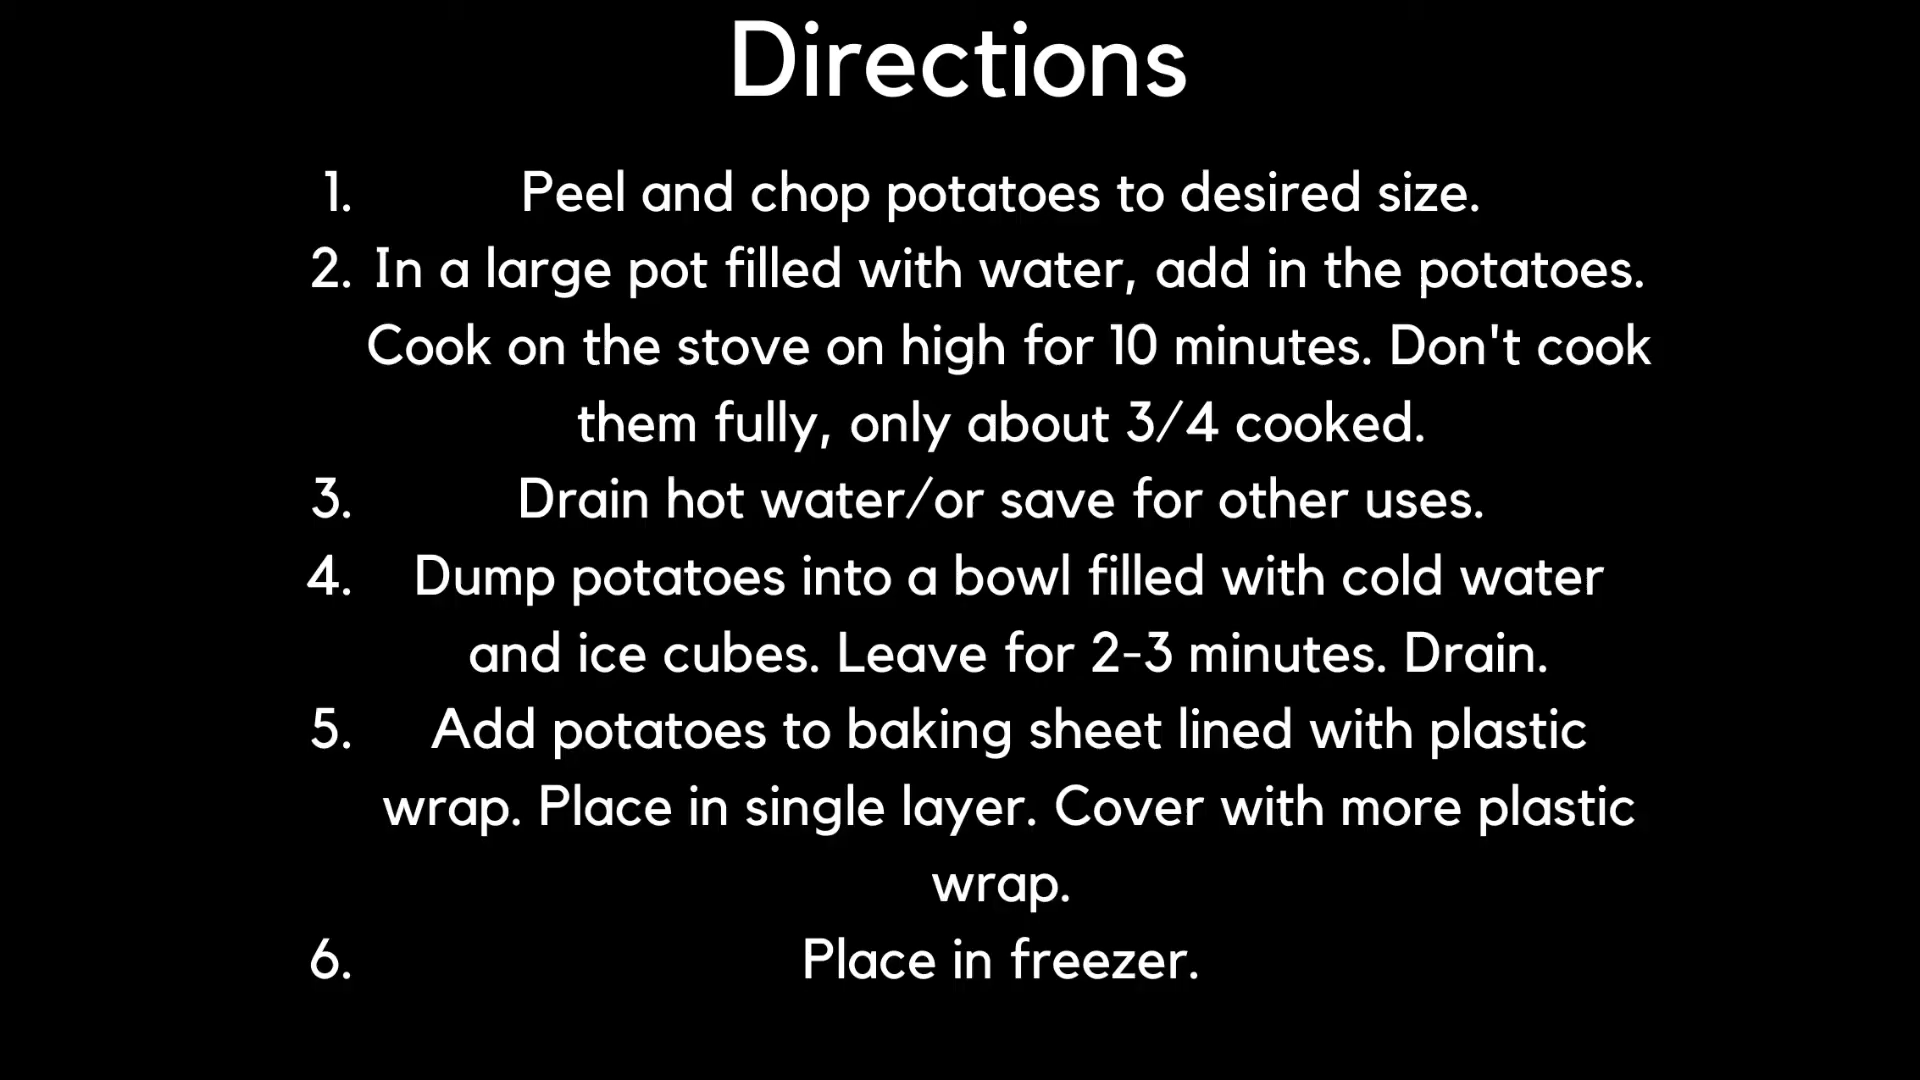 Directions
1. Peel and chop potatoes to desired size.
2. In a large pot filled with water, add in the potatoes.
Cook on the stove on high for 10 minutes. Don't cook
them fully, only about 3/4 cooked.
3. Drain hot water/or save for other uses.
4. Dump potatoes into a bowl filled with cold water
and ice cubes. Leave for 2-3 minutes. Drain.
5. Add potatoes to baking sheet lined with plastic
wrap. Place in single layer. Cover with more plastic
wrap.
6. Place in freezer.